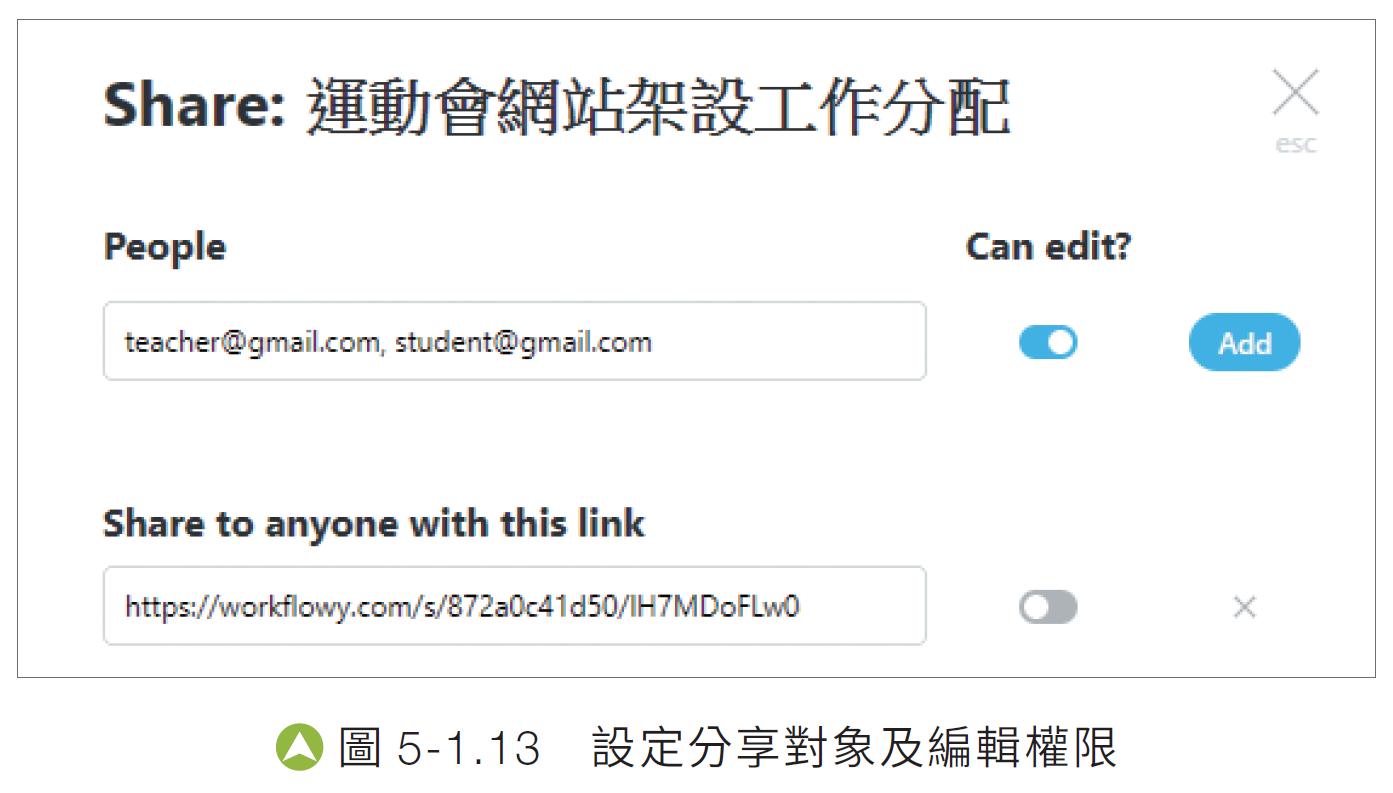 Share: 運動會網站架設工作分配
esc
People
Can edit?
teacher@gmail.com, student@gmail.com
Add
Share to anyone with this link
https://workflowy.com/s/872a0c41d50/lH7MDoFLw0
圖 5-1.13 設定分享對象及編輯權限